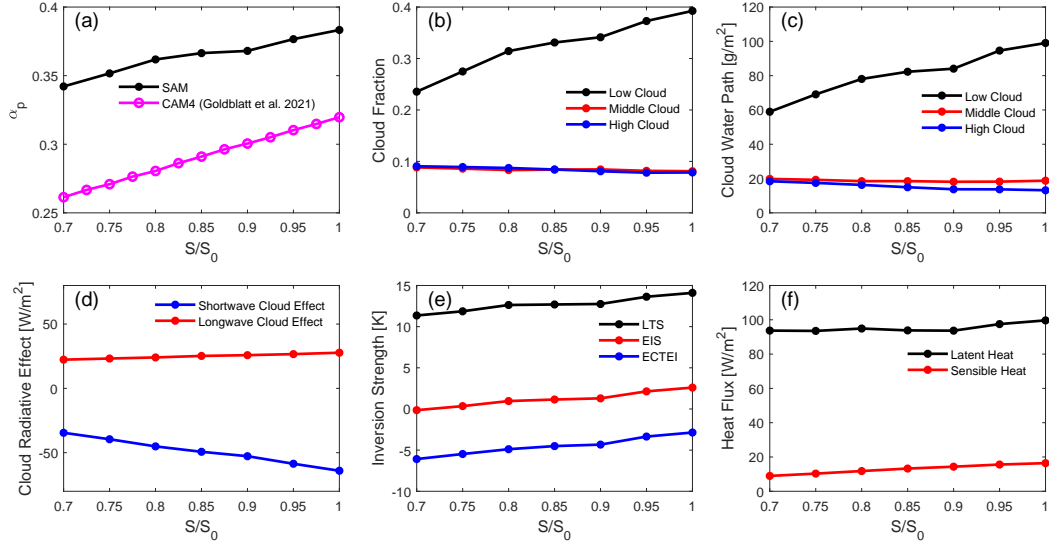 (a)
0.4
0.35
0.3
0.25
α_p
SAM
CAM4 (Goldblatt et al. 2021)
0.7 0.75 0.8 0.85 0.9 0.95 1
S/S_0
(b)
0.4
0.3
0.2
0.1
0
Cloud Fraction
Low Cloud
Middle Cloud
High Cloud
0.7 0.75 0.8 0.85 0.9 0.95 1
S/S_0
(c)
120
100
80
60
40
20
0
Cloud Water Path [g/m²]
Low Cloud
Middle Cloud
High Cloud
0.7 0.75 0.8 0.85 0.9 0.95 1
S/S_0
(d)
50
0
-50
Cloud Radiative Effect [W/m²]
Shortwave Cloud Effect
Longwave Cloud Effect
0.7 0.75 0.8 0.85 0.9 0.95 1
S/S_0
(e)
15
10
5
0
-5
-10
Inversion Strength [K]
LTS
EIS
ECTEI
0.7 0.75 0.8 0.85 0.9 0.95 1
S/S_0
(f)
120
100
80
60
40
20
0
Heat Flux [W/m²]
Latent Heat
Sensible Heat
0.7 0.75 0.8 0.85 0.9 0.95 1
S/S_0